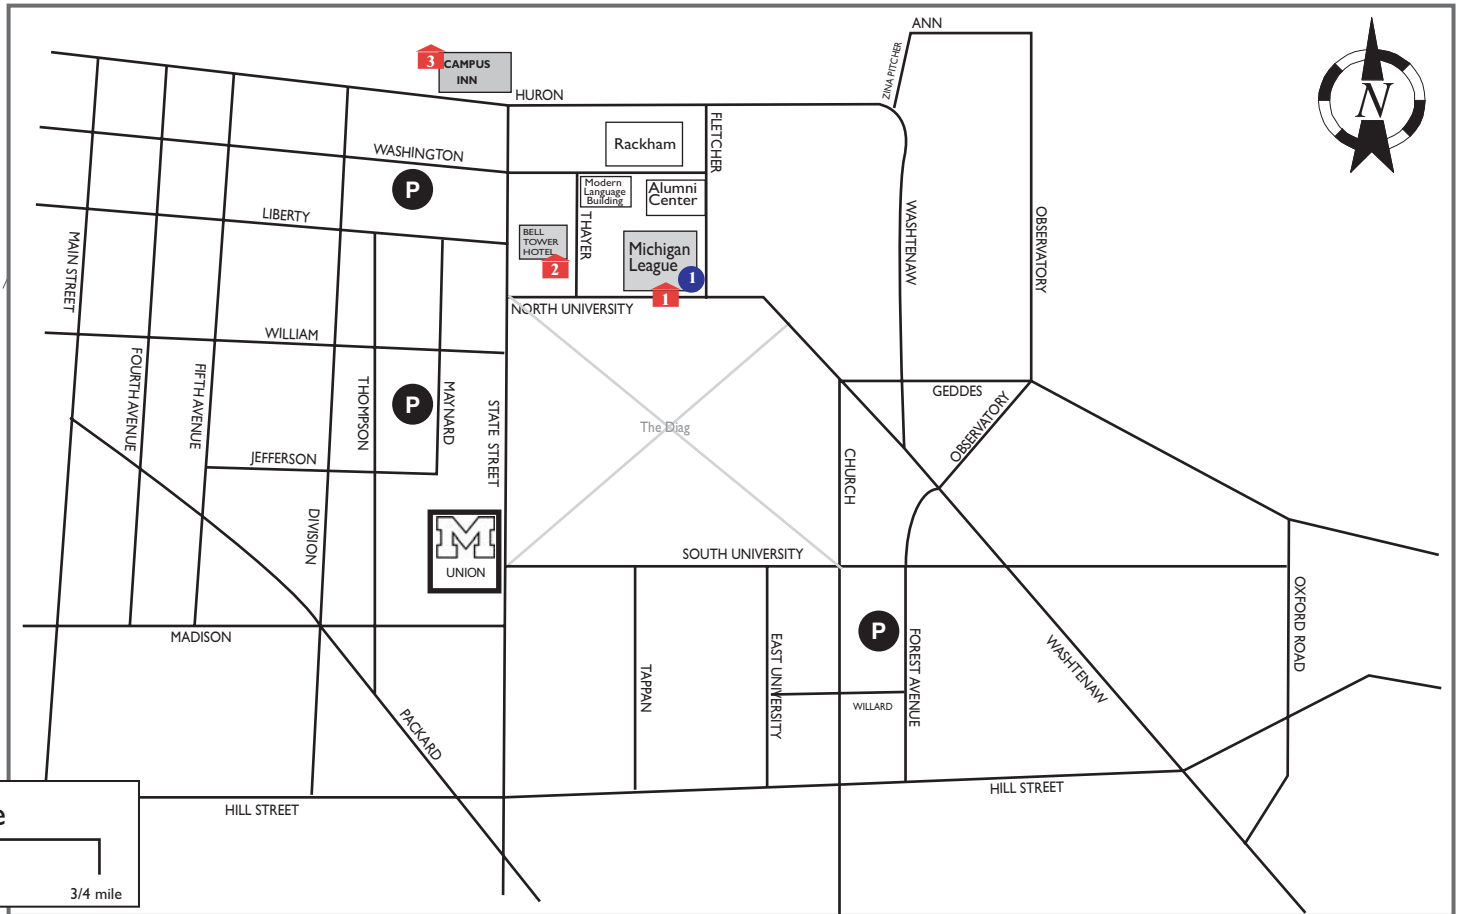 ANN
ZINA PITCHER
3
CAMPUS
INN
N
HURON
FLETCHER
Rackham
WASHINGTON
P
Modern
Language
Building
Alumni
Center
LIBERTY
THAYER
BELL
TOWER
HOTEL
2
Michigan
League
1
1
WASHTENAW
OBSERVATORY
MAIN STREET
NORTH UNIVERSITY
WILLIAM
FOURTH AVENUE
FIFTH AVENUE
THOMPSON
P
MAYNARD
STATE STREET
The Diag
GEDDES
OBSERVATORY
JEFFERSON
CHURCH
DIVISION
M
UNION
SOUTH UNIVERSITY
OXFORD ROAD
MADISON
P
TAPPAN
EAST UNIVERSITY
FOREST AVENUE
WASHTENAW
WILLARD
PACKARD
HILL STREET
HILL STREET
e
3/4 mile